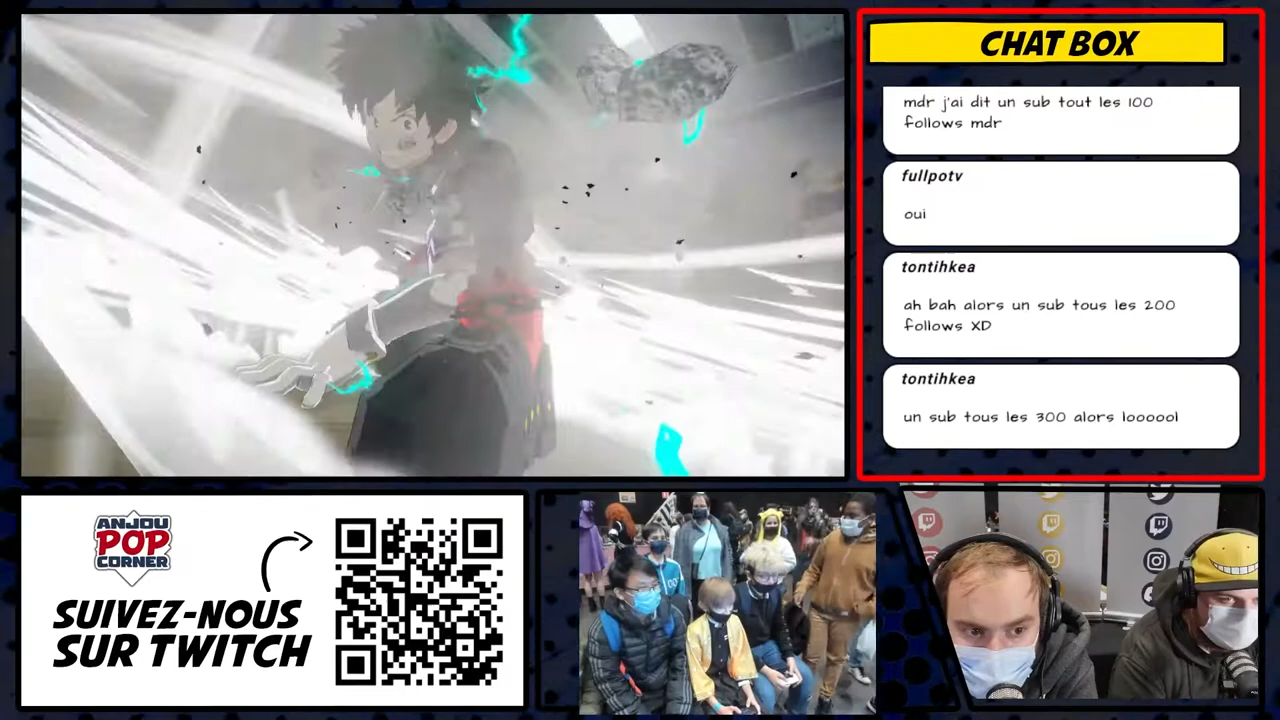 CHAT BOX
mdr j'ai dit un sub tout les 100
follows mdr
fullpotv
oui
tontihkea
ah bah alors un sub tous les 200
follows XD
tontihkea
un sub tous les 300 alors loooool
ANJOU
POP
CORNER
SUIVEZ-NOUS
SUR TWITCH